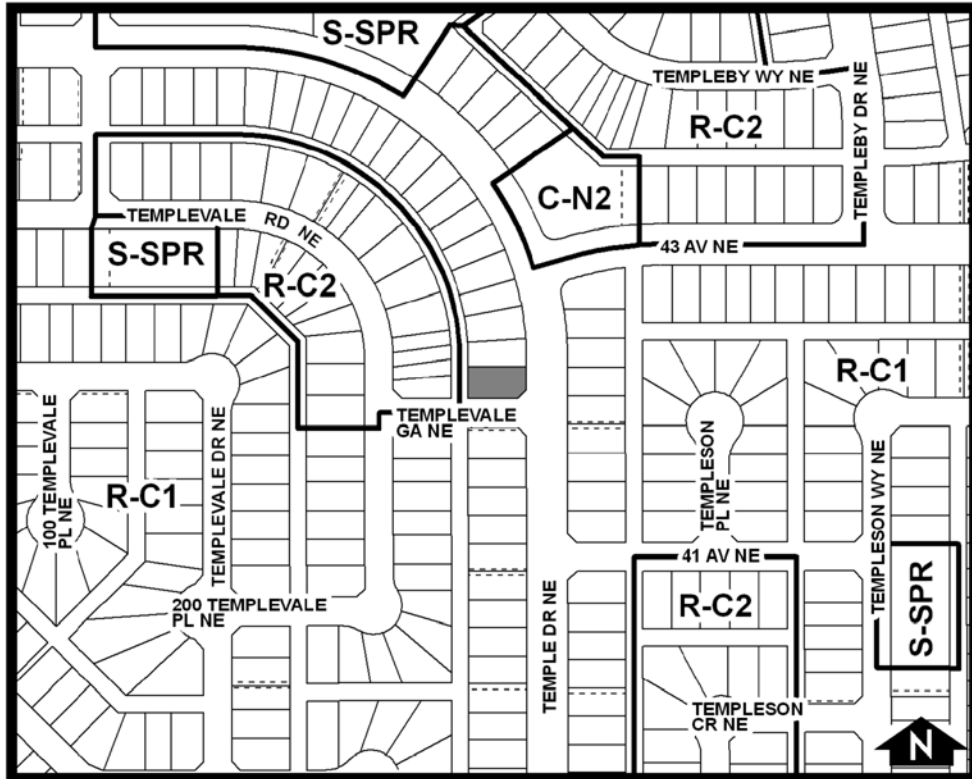 S-SPR
TEMPLEBY WY NE
R-C2
TEMPLEBY DR NE
C-N2
TEMPLEVALE RD NE
43 AV NE
S-SPR
R-C2
R-C1
TEMPLEVALE
GA NE
100 TEMPLEVALE
PL NE
R-C1
TEMPLEVALE DR NE
TEMPLESON
PL NE
TEMPLESON WY NE
41 AV NE
S-SPR
200 TEMPLEVALE
PL NE
R-C2
TEMPLE DR NE
TEMPLESON
CR NE
N